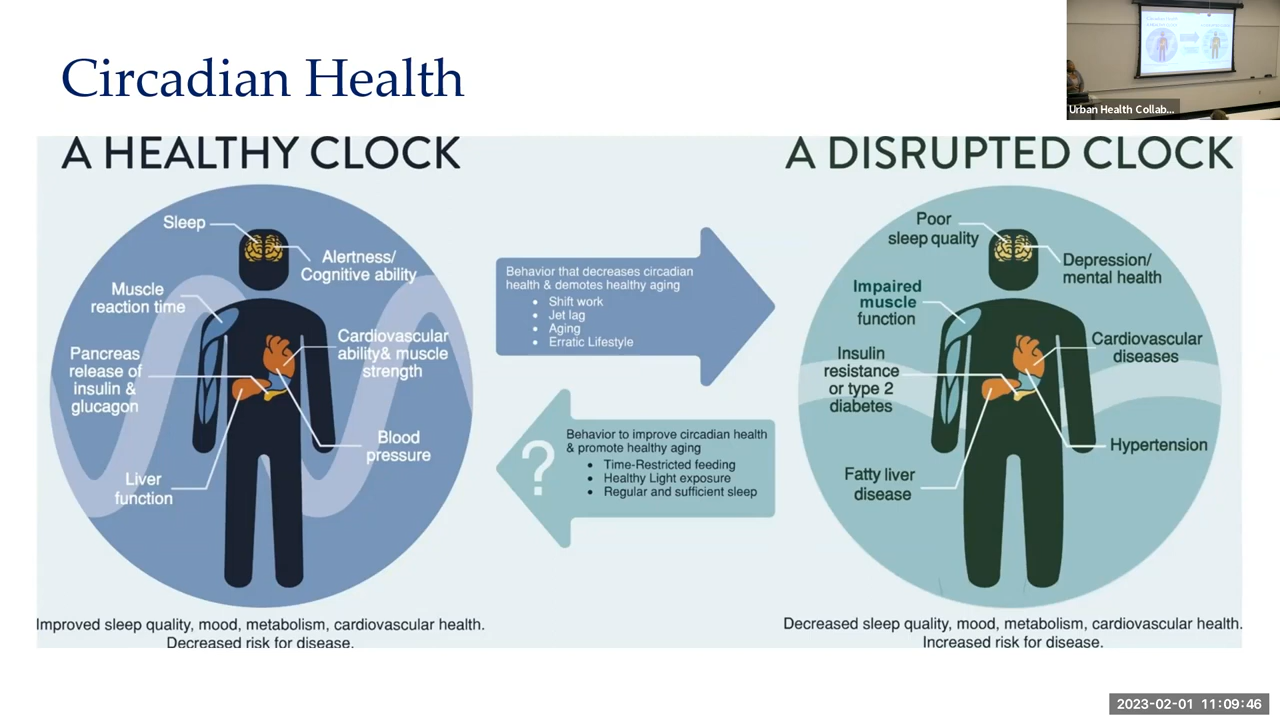 Circadian Health
Urban Health Collab...
A HEALTHY CLOCK
Sleep
Alertness/
Cognitive ability
Muscle
reaction time
Cardiovascular
ability& muscle
strength
Pancreas
release of
insulin &
glucagon
Blood
pressure
Liver
function
Improved sleep quality, mood, metabolism, cardiovascular health.
Decreased risk for disease.
Behavior that decreases circadian
health & demotes healthy aging
• Shift work
• Jet lag
• Aging
• Erratic Lifestyle
?
Behavior to improve circadian health
& promote healthy aging
• Time-Restricted feeding
• Healthy Light exposure
• Regular and sufficient sleep
A DISRUPTED CLOCK
Poor
sleep quality
Depression/
mental health
Impaired
muscle
function
Cardiovascular
diseases
Insulin
resistance
or type 2
diabetes
Hypertension
Fatty liver
disease
Decreased sleep quality, mood, metabolism, cardiovascular health.
Increased risk for disease.
2023-02-01 11:09:46